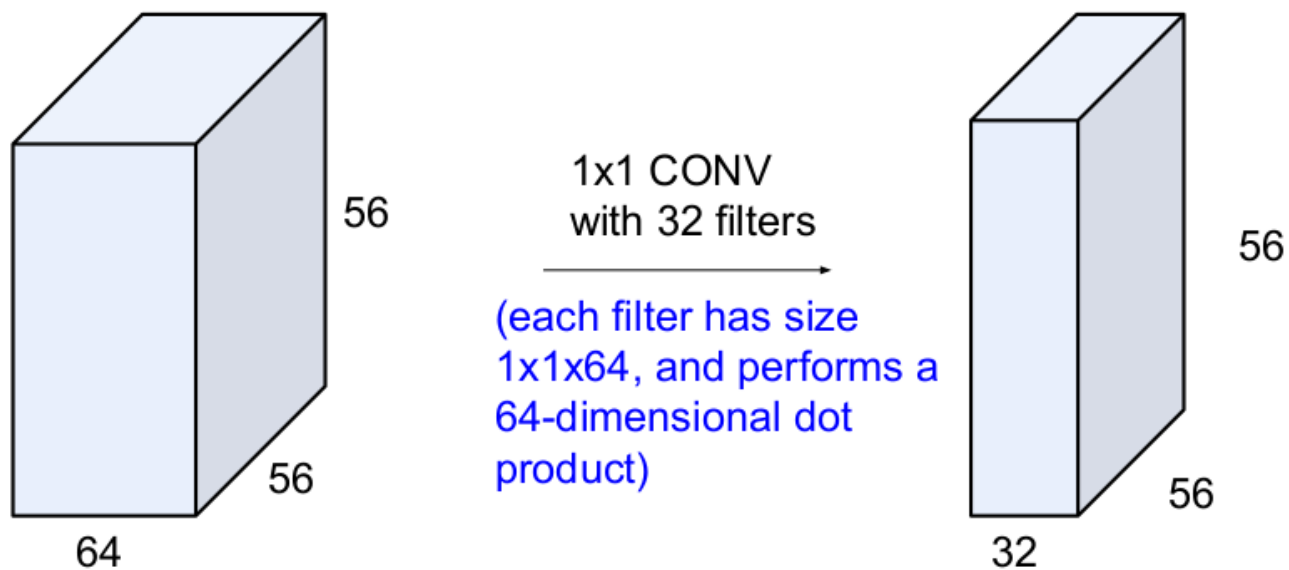 56
56
64
1x1 CONV
with 32 filters
(each filter has size
1x1x64, and performs a
64-dimensional dot
product)
56
56
32